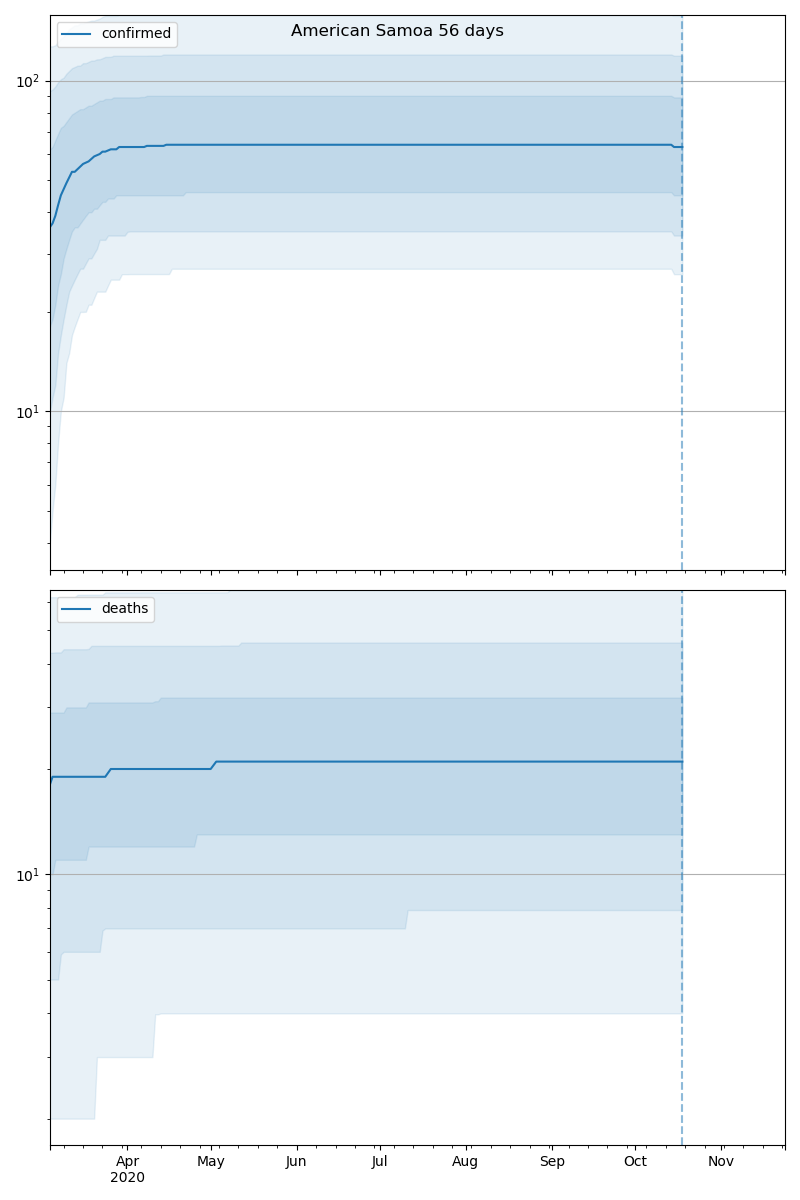 American Samoa 56 days
confirmed
10²
10¹
deaths
10¹
Apr May Jun Jul Aug Sep Oct Nov
2020